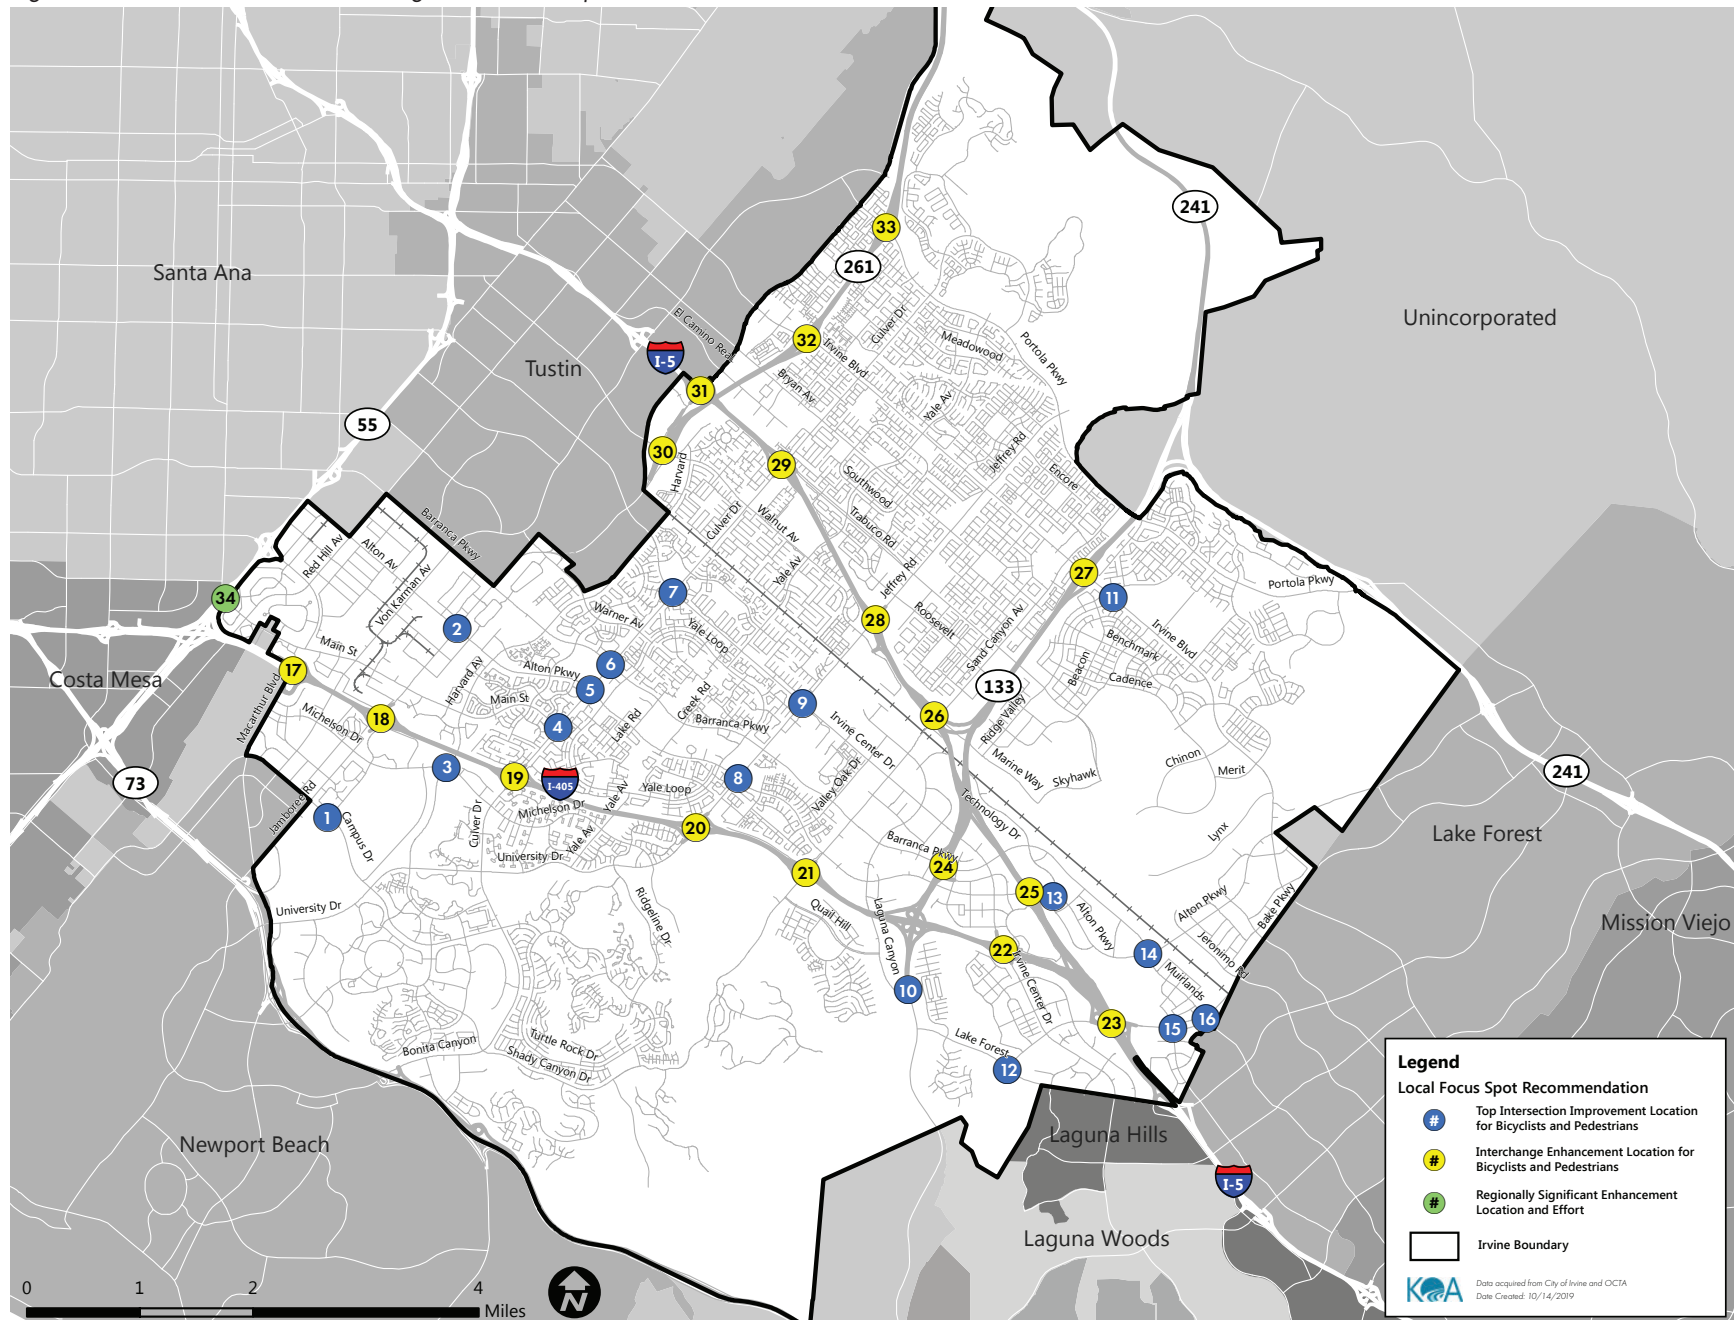 Santa Ana
Tustin
Costa Mesa
Newport Beach
Unincorporated
Lake Forest
Mission Viejo
Laguna Hills
Laguna Woods
241
33
261
32
31
I-5
30
29
55
34
17
18
2
7
6
5
4
3
19
I-405
1
73
9
8
20
21
28
27
11
133
26
24
25
13
22
10
14
23
15
16
12
241
I-5
El Camino Real
Culver Dr
Meadowood
Portola Pkwy
Irvine Blvd
Bryan Av
Yale Av
Jeffrey Rd
Encore
Harvard
Southwood
Culver Dr
Walnut Av
Trabuco Rd
Yale Av
Jeffrey Rd
Roosevelt
Sand Canyon Av
Portola Pkwy
Irvine Blvd
Benchmark
Beacon
Cadence
Ridge Valley
Marine Way
Skyhawk
Chinon
Merit
Lynx
Technology Dr
Barranca Pkwy
Red Hill Av
Alton Av
Von Karman Av
Main St
Warner Av
Yale Loop
Alton Pkwy
Harvard Av
Main St
Creek Rd
Lake Rd
Barranca Pkwy
Irvine Center Dr
Macarthur Blvd
Michelson Dr
Jamboree Rd
Campus Dr
Culver Dr
Michelson Dr
Yale Av
Yale Loop
Yale Av
University Dr
Valley Oak Dr
Barranca Pkwy
University Dr
Ridgeline Dr
Quail Hill
Laguna Canyon
Irvine Center Dr
Alton Pkwy
Alton Pkwy
Bake Pkwy
Jeronimo Rd
Muirlands
Lake Forest
Turtle Rock Dr
Bonita Canyon
Shady Canyon Dr
0 1 2 4
Miles
N
Legend
Local Focus Spot Recommendation
# Top Intersection Improvement Location
for Bicyclists and Pedestrians
# Interchange Enhancement Location for
Bicyclists and Pedestrians
# Regionally Significant Enhancement
Location and Effort
Irvine Boundary
KOA
Data acquired from City of Irvine and OCTA
Date Created: 10/14/2019